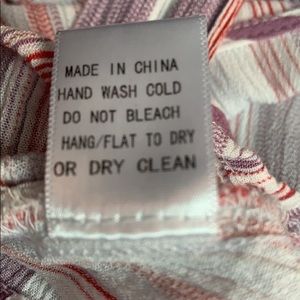 MADE IN CHINA
HAND WASH COLD
DO NOT BLEACH
HANG/FLAT TO DRY
OR DRY CLEAN